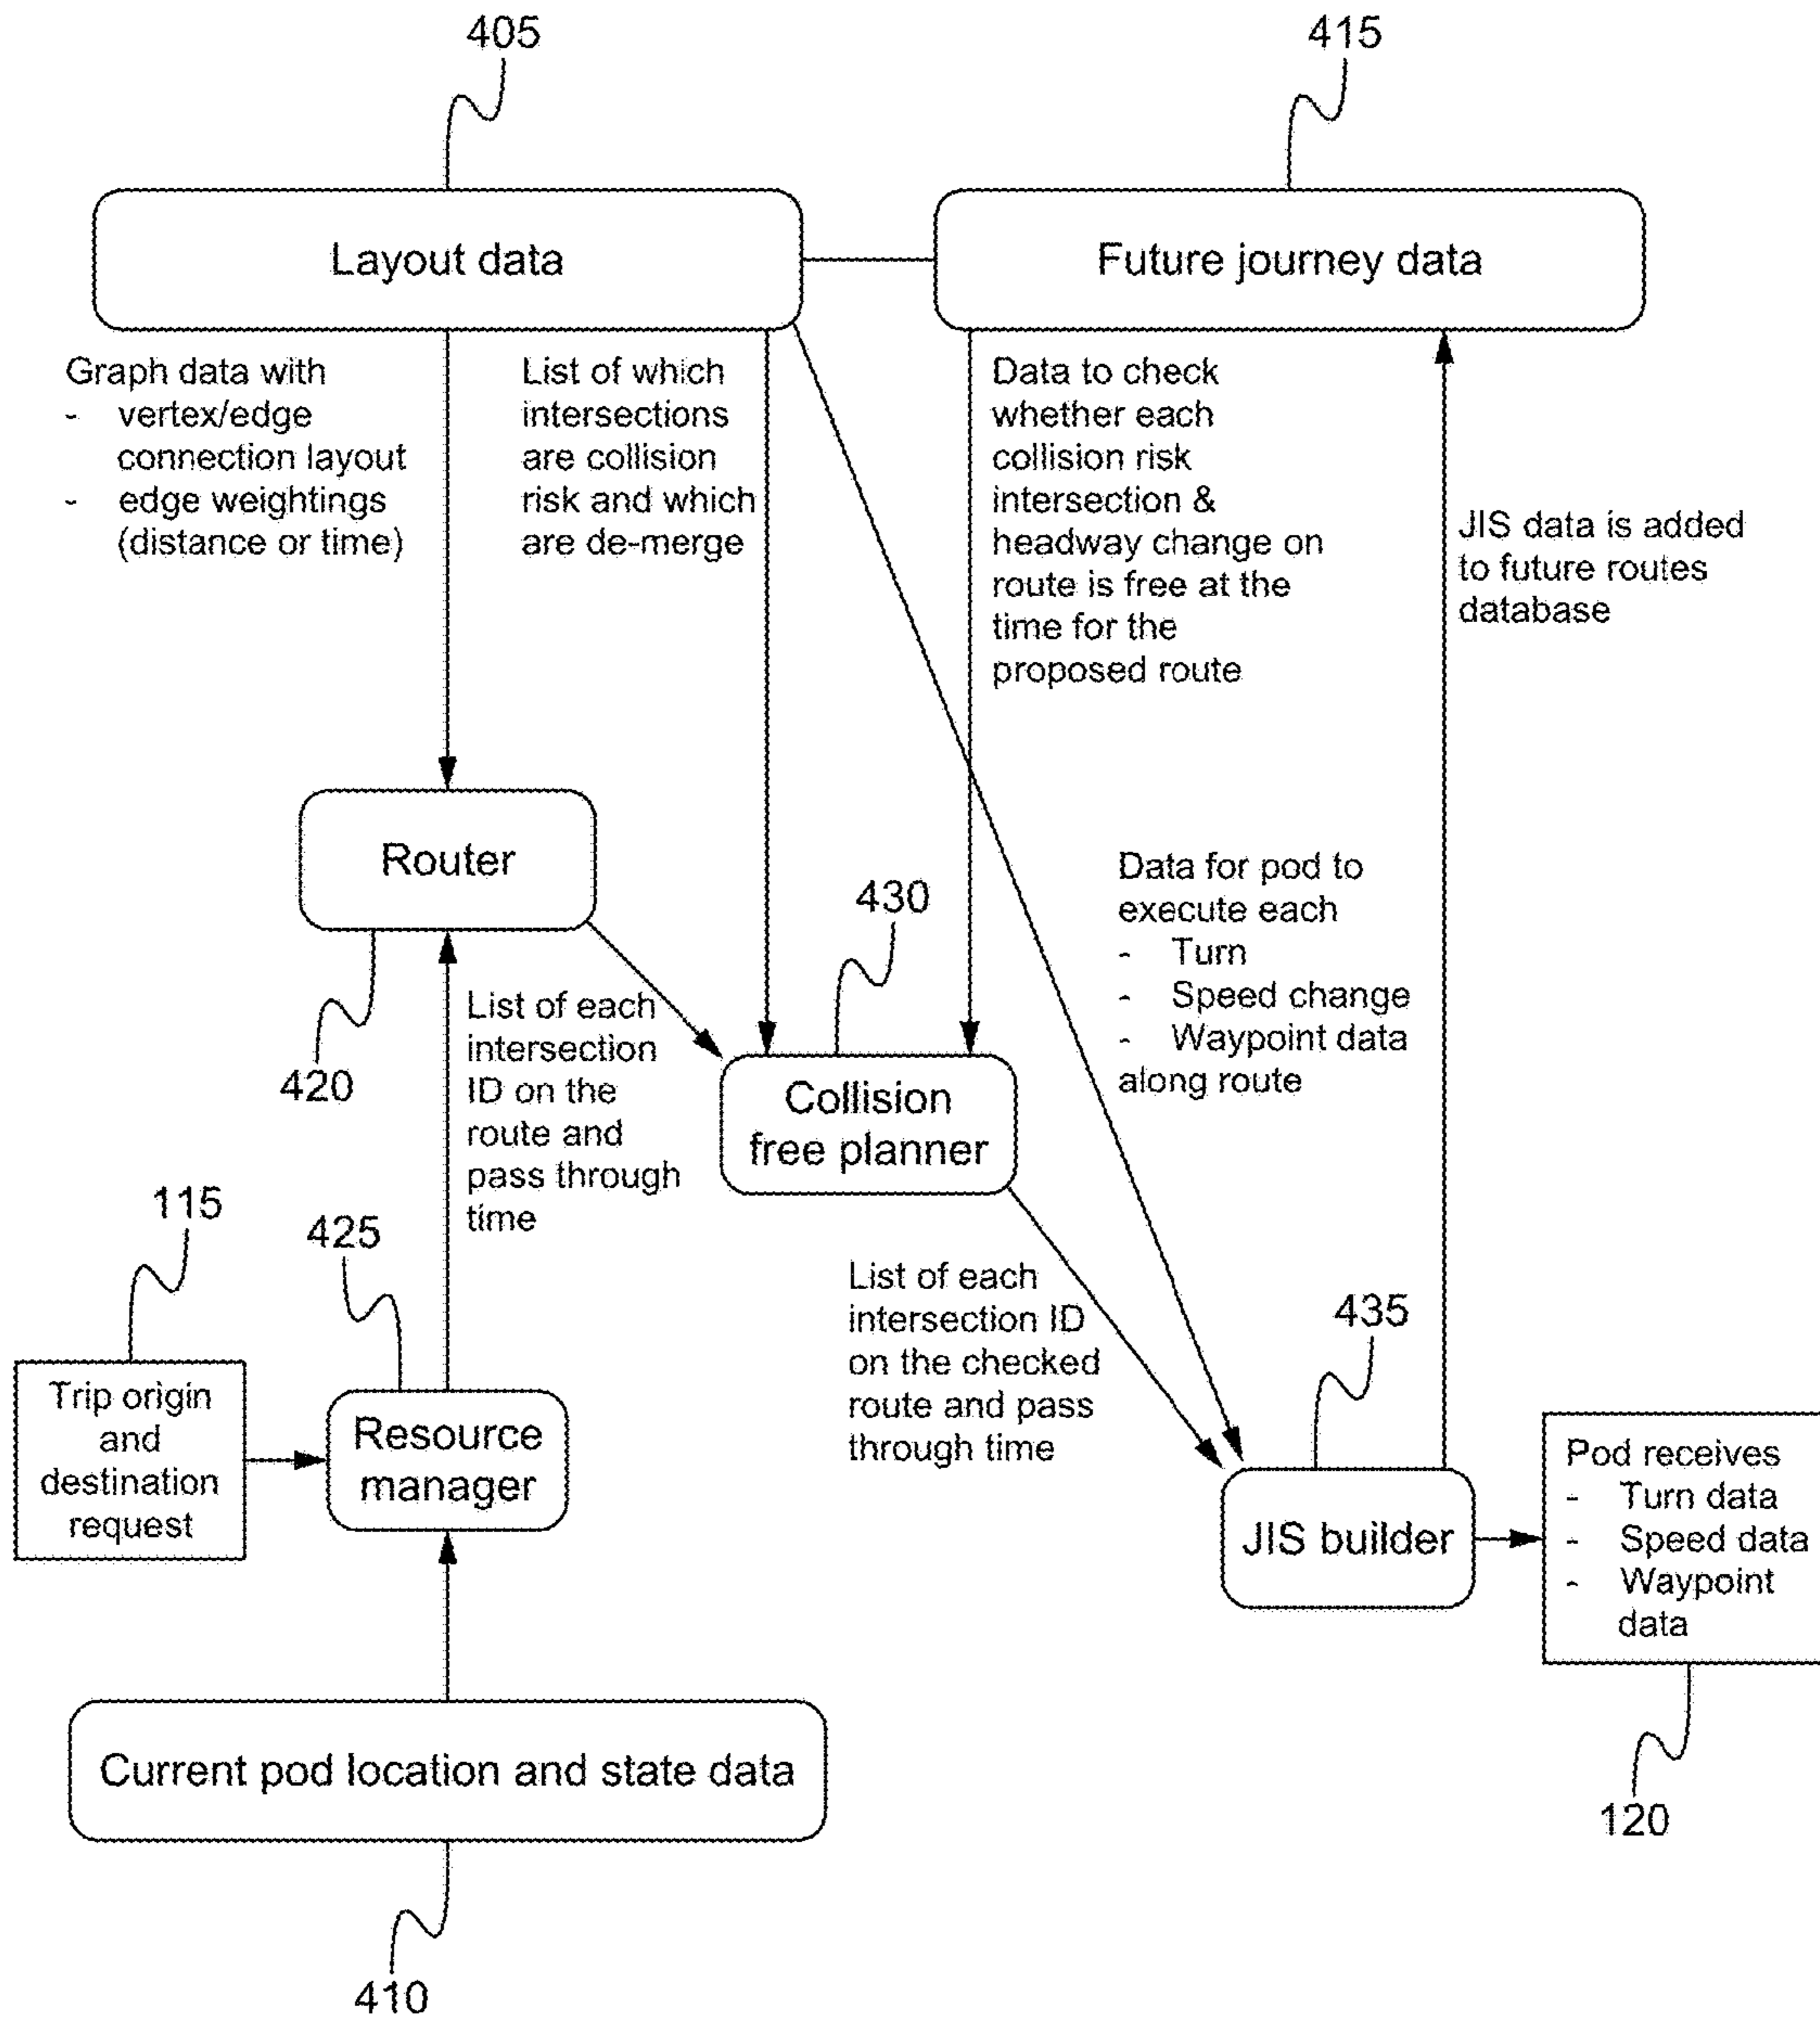 405
415
Layout data
Future journey data
Graph data with
- vertex/edge
connection layout
- edge weightings
(distance or time)
List of which
intersections
are collision
risk and which
are de-merge
Data to check
whether each
collision risk
intersection &
headway change on
route is free at the
time for the
proposed route
JIS data is added
to future routes
database
Router
420
430
Data for pod to
execute each
- Turn
- Speed change
- Waypoint data
along route
List of each
intersection
ID on the
route and
pass through
time
Collision
free planner
115
425
List of each
intersection ID
on the checked
route and pass
through time
435
Trip origin
and
destination
request
Resource
manager
JIS builder
Pod receives
- Turn data
- Speed data
- Waypoint
data
Current pod location and state data
120
410